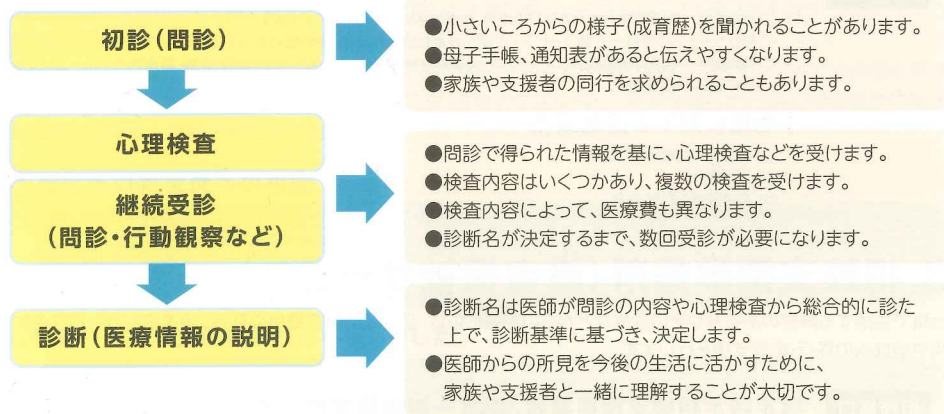 初診(問診)
●小さいころからの様子(成育歴)を聞かれることがあります。
●母子手帳、通知表があると伝えやすくなります。
●家族や支援者の同行を求められることもあります。
心理検査
継続受診
(問診・行動観察など)
●問診で得られた情報を基に、心理検査などを受けます。
●検査内容はいくつかあり、複数の検査を受けます。
●検査内容によって、医療費も異なります。
●診断名が決定するまで、数回受診が必要になります。
診断(医療情報の説明)
●診断名は医師が問診の内容や心理検査から総合的に診た
上で、診断基準に基づき、決定します。
●医師からの所見を今後の生活に活かすために、
家族や支援者と一緒に理解することが大切です。